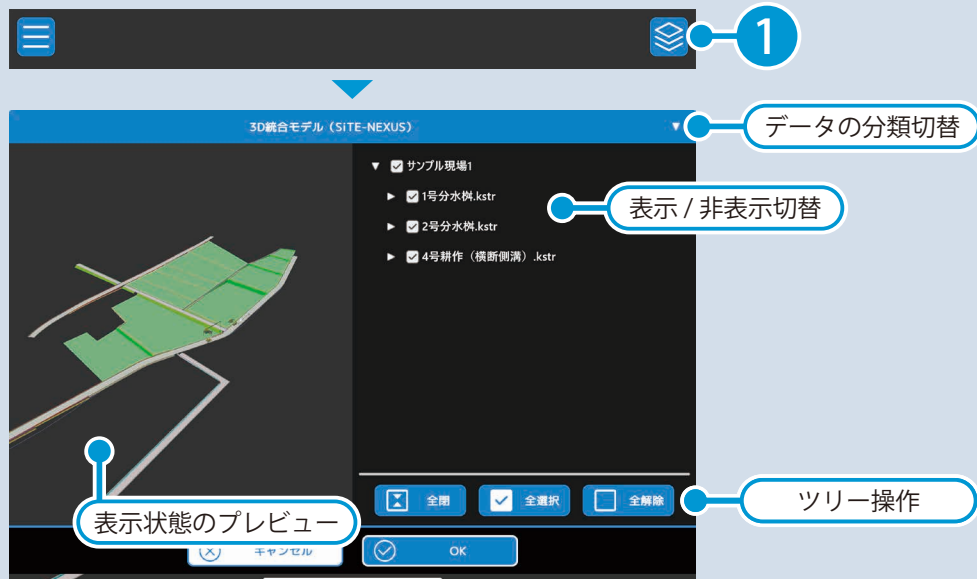 1
3D統合モデル（SiTE-NEXUS）
▼
データの分類切替
▼ サンプル現場1
▶ 1号分水桝.kstr
▶ 2号分水桝.kstr
▶ 4号耕作（横断側溝）.kstr
表示 / 非表示切替
全閉
全選択
全解除
ツリー操作
表示状態のプレビュー
キャンセル
OK